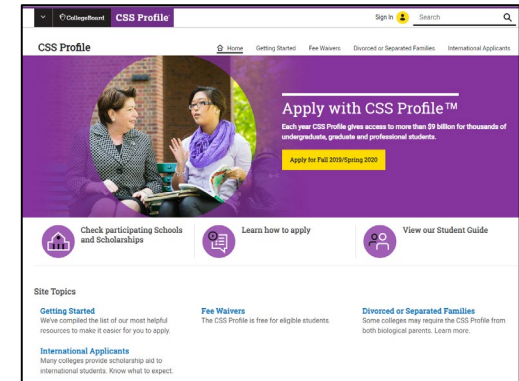 CollegeBoard CSS Profile
Sign In Search
CSS Profile
Home Getting Started Fee Waivers Divorced or Separated Families International Applicants
Apply with CSS Profile™
Each year CSS Profile gives access to more than $9 billion for thousands of
undergraduate, graduate and professional students.
Apply for Fall 2019/Spring 2020
Check participating Schools
and Scholarships
Learn how to apply
View our Student Guide
Site Topics
Getting Started
We've compiled the list of our most helpful
resources to make it easier for you to apply.
Fee Waivers
The CSS Profile is free for eligible students.
Divorced or Separated Families
Some colleges may require the CSS Profile from
both biological parents. Learn more.
International Applicants
Many colleges provide scholarship aid to
international students. Know what to expect.